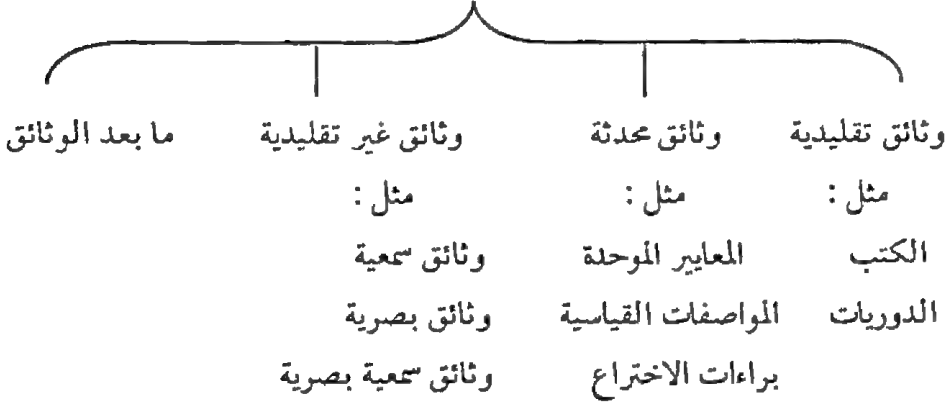 وثائق تقليدية وثائق محدثة وثائق غير تقليدية ما بعد الوثائق
مثل : مثل : مثل :
الكتب المعايير الموحدة وثائق سمعية
الدوريات المواصفات القياسية وثائق بصرية
براءات الاختراع وثائق سمعية بصرية